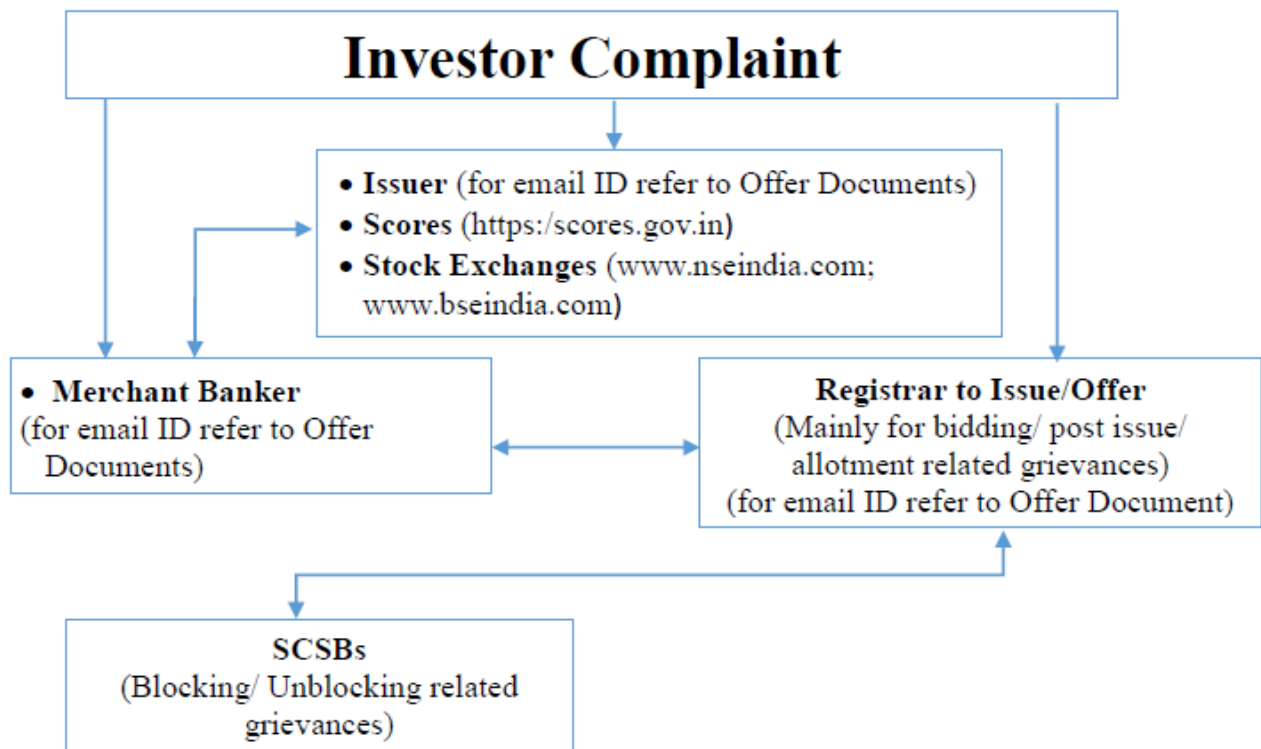 Investor Complaint
• Issuer (for email ID refer to Offer Documents)
• Scores (https:/scores.gov.in)
• Stock Exchanges (www.nseindia.com;
www.bseindia.com)
• Merchant Banker
(for email ID refer to Offer
Documents)
Registrar to Issue/Offer
(Mainly for bidding/ post issue/
allotment related grievances)
(for email ID refer to Offer Document)
SCSBs
(Blocking/ Unblocking related
grievances)